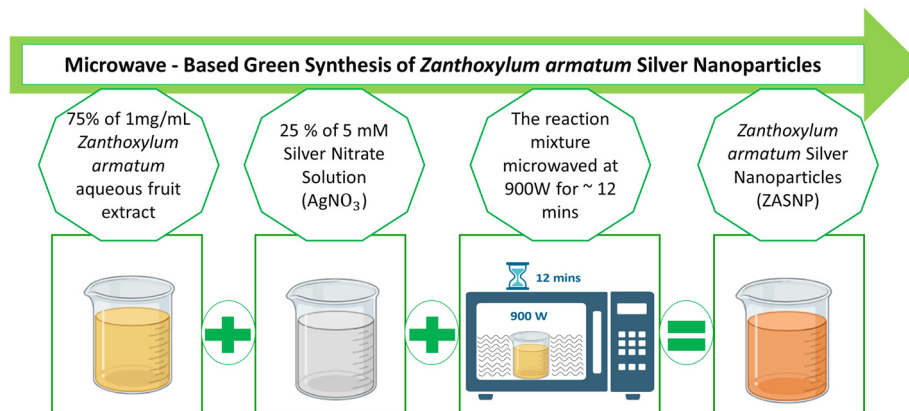 Microwave - Based Green Synthesis of Zanthoxylum armatum Silver Nanoparticles
75% of 1mg/mL
Zanthoxylum
armatum
aqueous fruit
extract
25 % of 5 mM
Silver Nitrate
Solution
(AgNO₃)
The reaction
mixture
microwaved at
900W for ~ 12
mins
Zanthoxylum
armatum Silver
Nanoparticles
(ZASNP)
12 mins
900 W